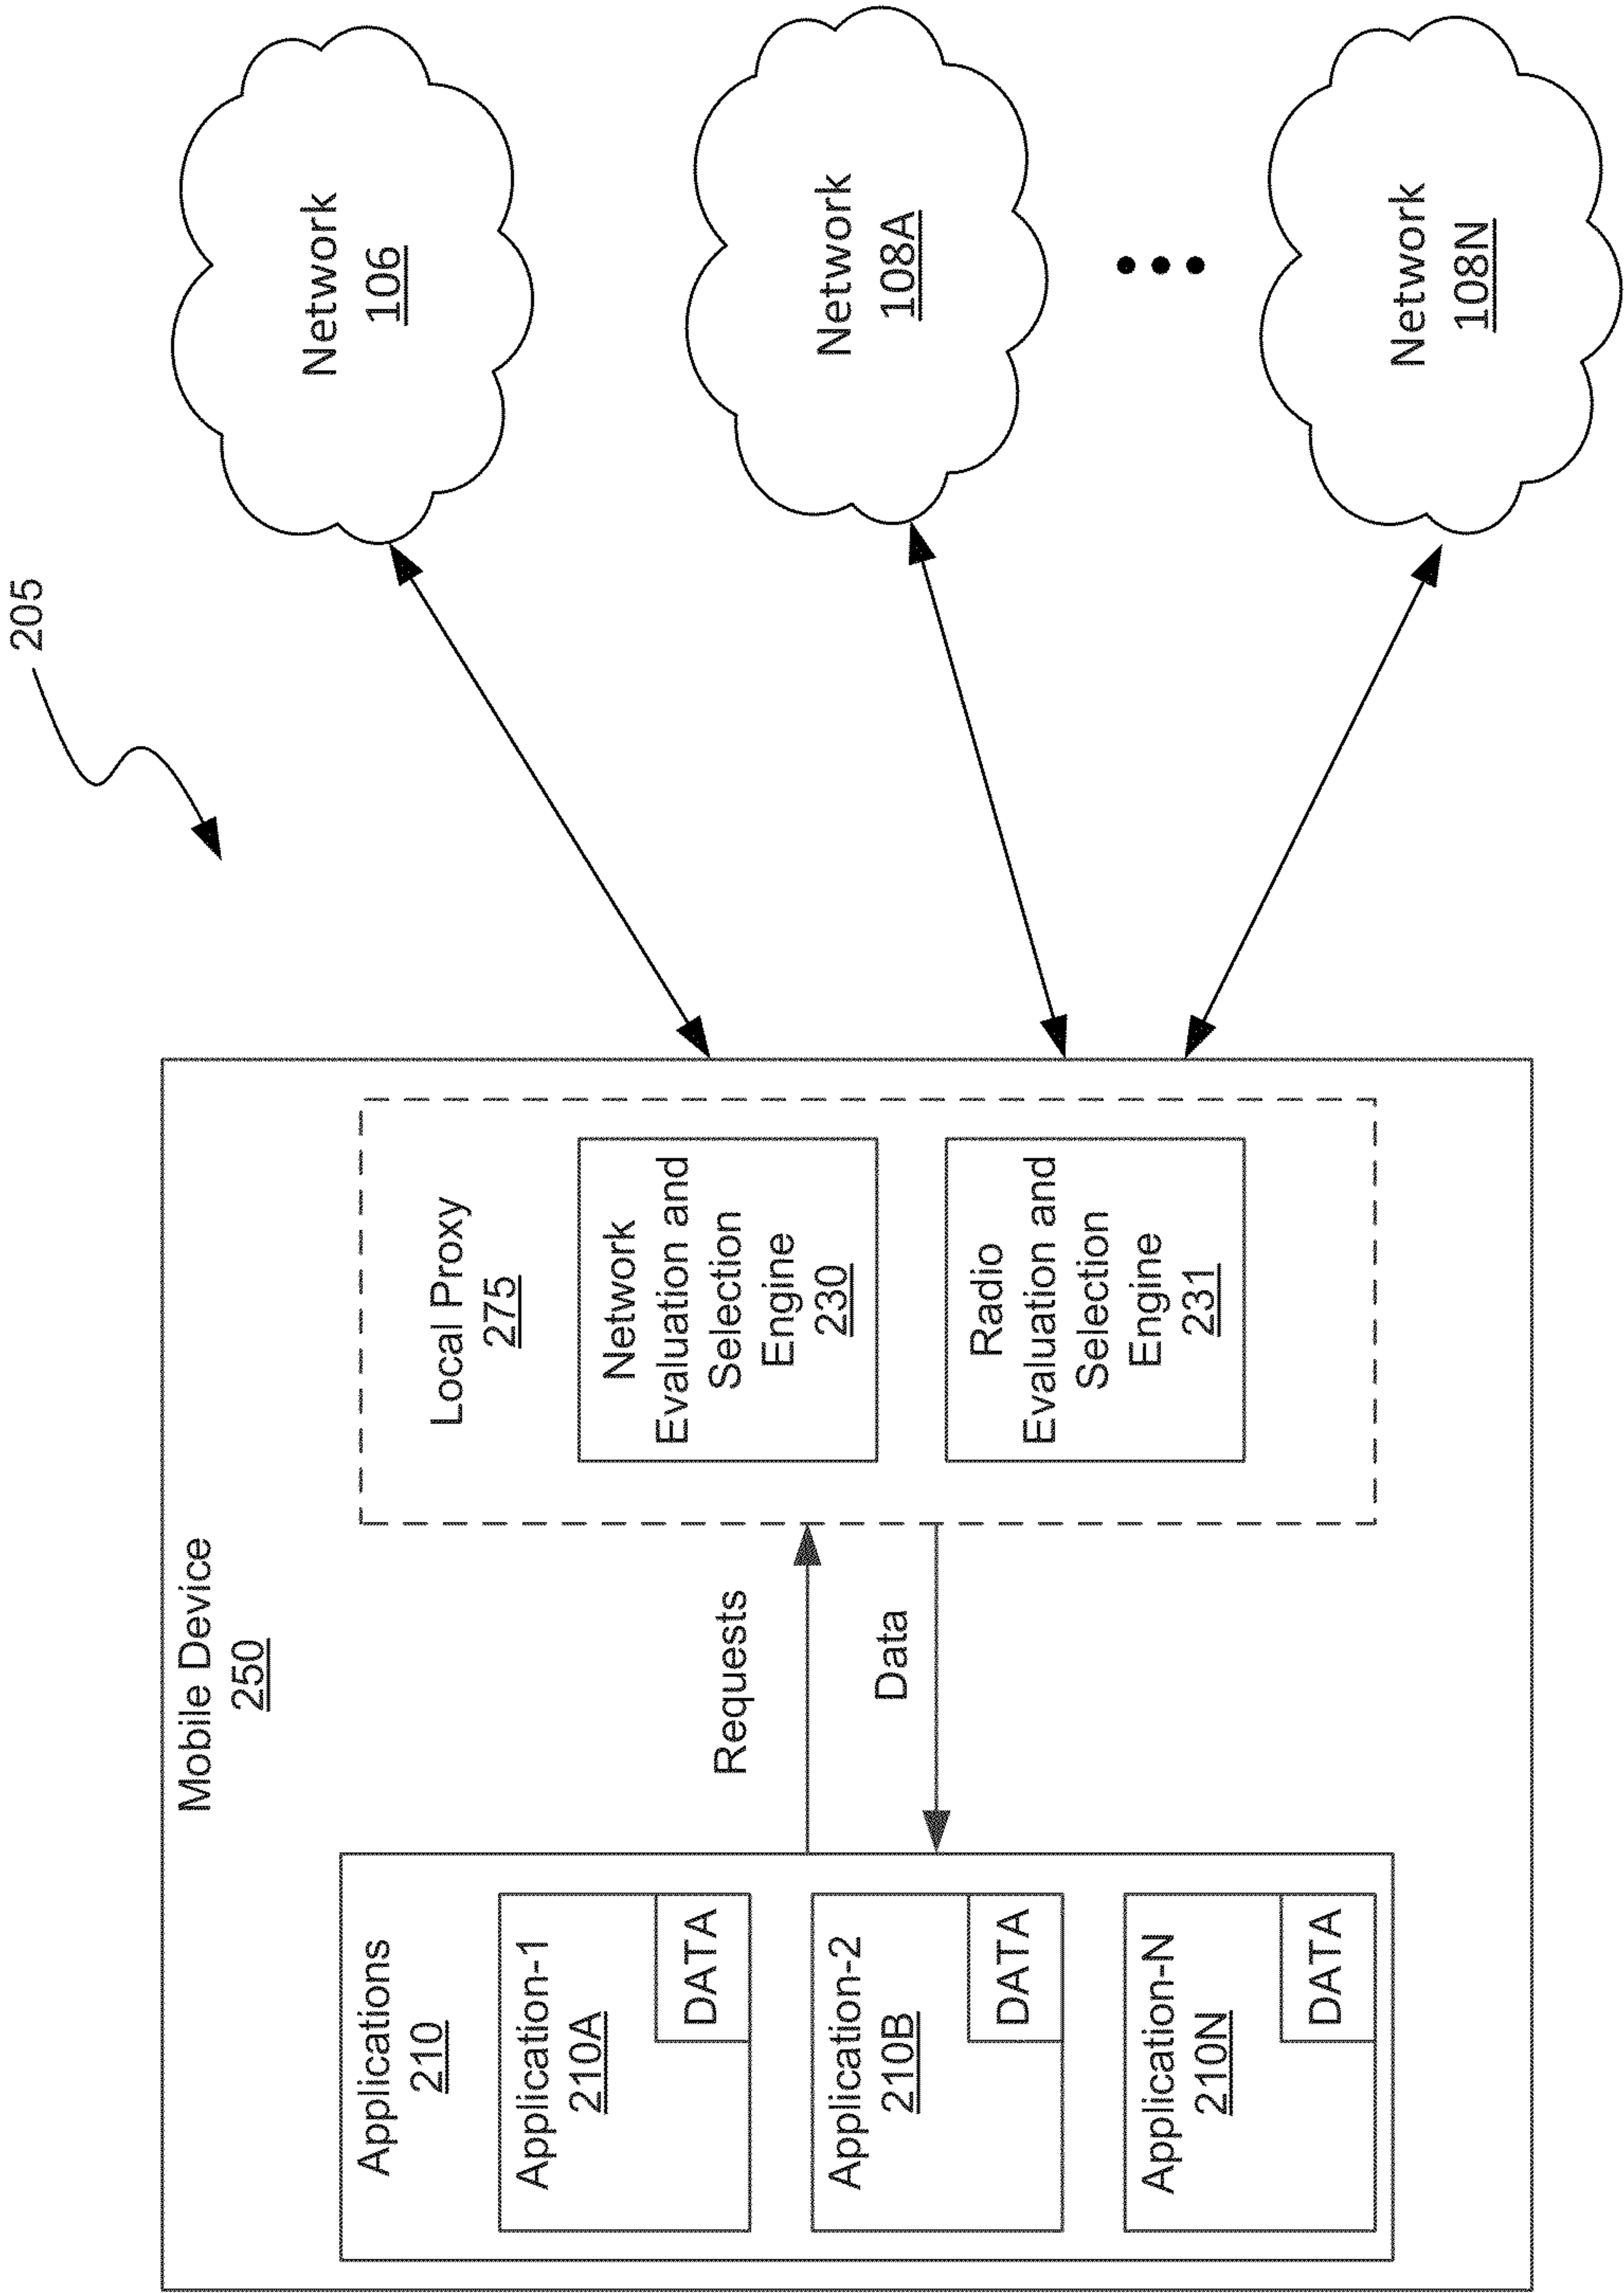 205
Mobile Device
250
Applications
210
Application-1
210A
DATA
Application-2
210B
DATA
Application-N
210N
DATA
Requests
Data
Local Proxy
275
Network
Evaluation and
Selection
Engine
230
Radio
Evaluation and
Selection
Engine
231
Network
106
Network
108A
Network
108N